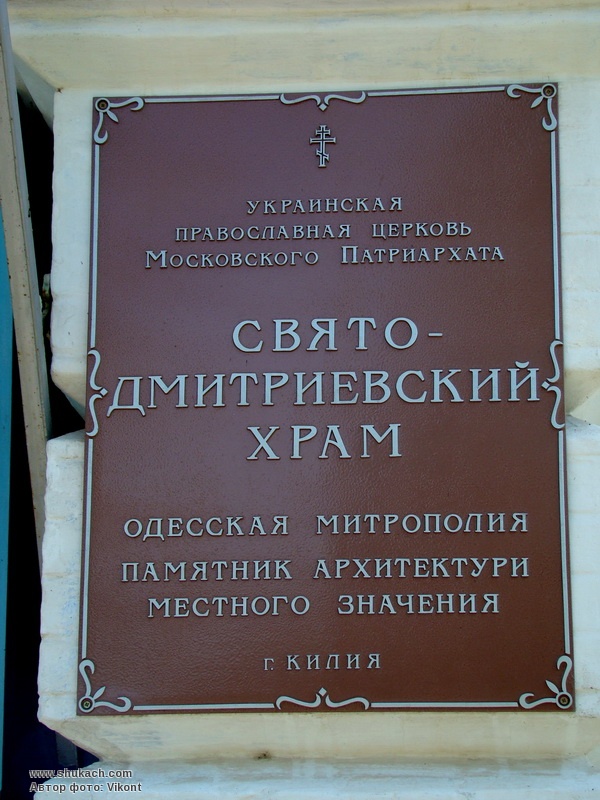 УКРАИНСКАЯ
ПРАВОСЛАВНАЯ ЦЕРКОВЬ
МОСКОВСКОГО ПАТРИАРХАТА
СВЯТО-
ДМИТРИЕВСКИЙ
ХРАМ
ОДЕССКАЯ МИТРОПОЛИЯ
ПАМЯТНИК АРХИТЕКТУРИ
МЕСТНОГО ЗНАЧЕНИЯ
Г. КИЛИЯ
www.shukach.com
Автор фото: Vikont